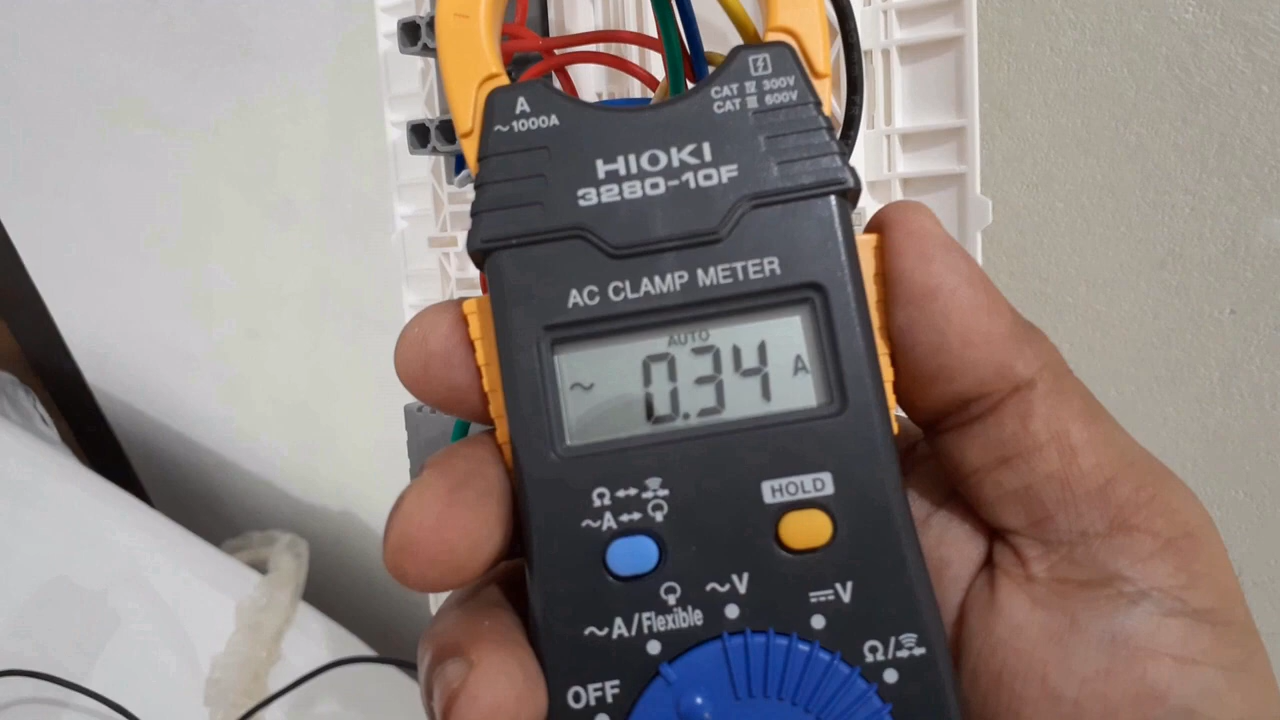 A
~1000A
CAT Ⅳ 300V
CAT Ⅲ 600V
HIOKI
3280-10F
AC CLAMP METER
AUTO
~ 0.34 A
HOLD
Ω↔
~A↔
~A/Flexible
~V
⎓V
Ω/
OFF